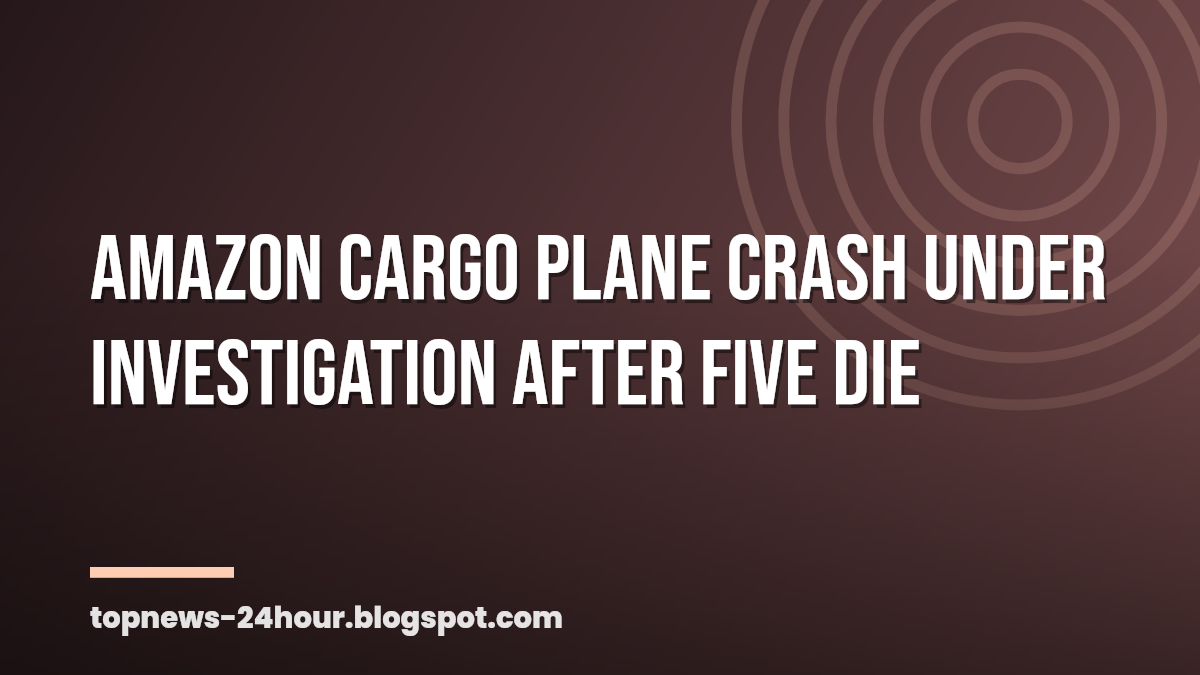 AMAZON CARGO PLANE CRASH UNDER
INVESTIGATION AFTER FIVE DIE
topnews-24hour.blogspot.com